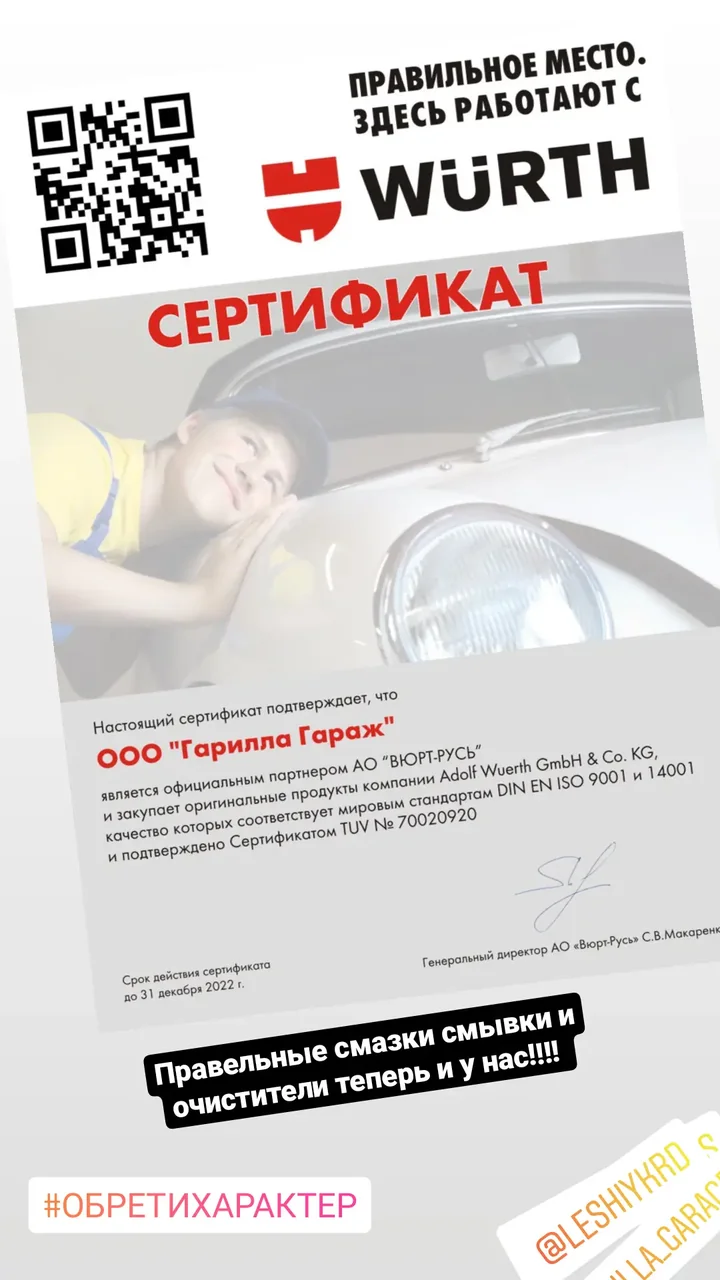 ПРАВИЛЬНОЕ МЕСТО.
ЗДЕСЬ РАБОТАЮТ С
WÜRTH
СЕРТИФИКАТ
Настоящий сертификат подтверждает, что
ООО "Гарилла Гараж"
является официальным партнером АО "ВЮРТ-РУСЬ"
и закупает оригинальные продукты компании Adolf Wuerth GmbH & Co. KG,
качество которых соответствует мировым стандартам DIN EN ISO 9001 и 14001
и подтверждено Сертификатом TUV № 70020920
Генеральный директор АО «Вюрт-Русь» С.В.Макаренк
Срок действия сертификата
до 31 декабря 2022 г.
Правельные смазки смывки и
очистители теперь и у нас!!!!
#ОБРЕТИХАРАКТЕР
@LESHIYKRD